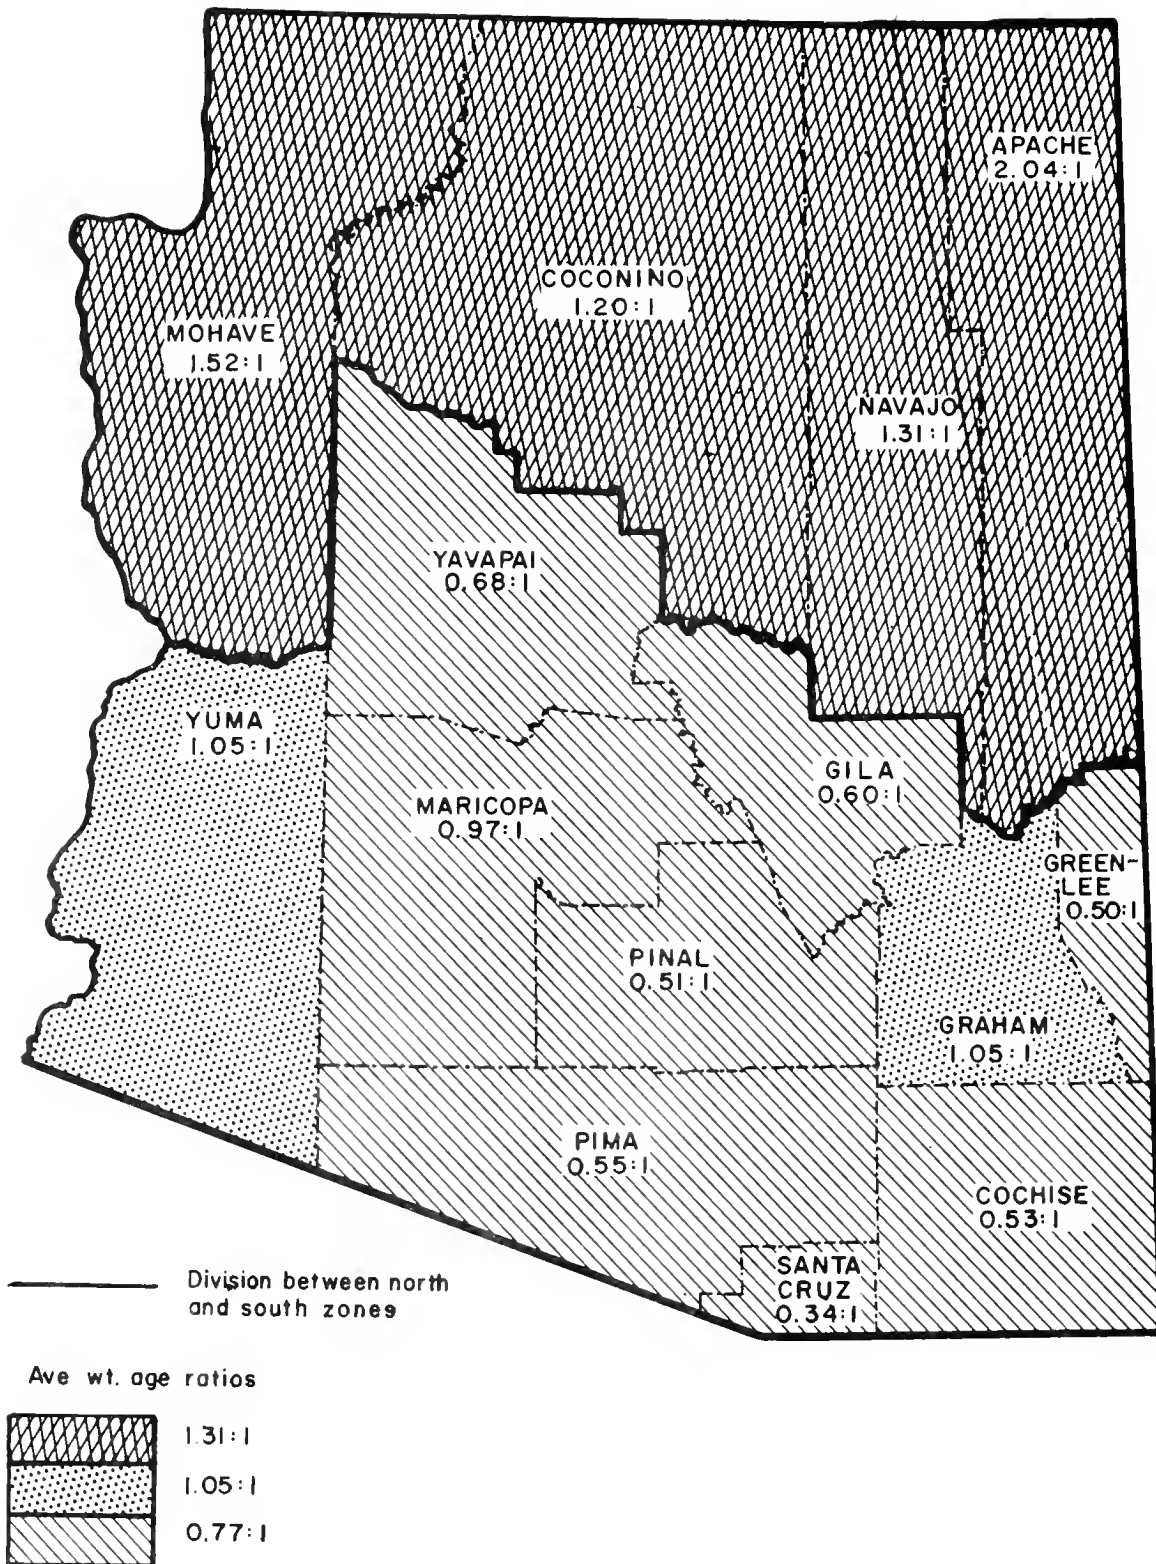 APACHE
2.04:1
COCONINO
1.20:1
MOHAVE
1.52:1
NAVAJO
1.31:1
YAVAPAI
0.68:1
YUMA
1.05:1
GILA
0.60:1
MARICOPA
0.97:1
GREEN-
LEE
0.50:1
PINAL
0.51:1
GRAHAM
1.05:1
PIMA
0.55:1
COCHISE
0.53:1
SANTA
CRUZ
0.34:1
Division between north
and south zones
Ave wt. age ratios
1.31:1
1.05:1
0.77:1